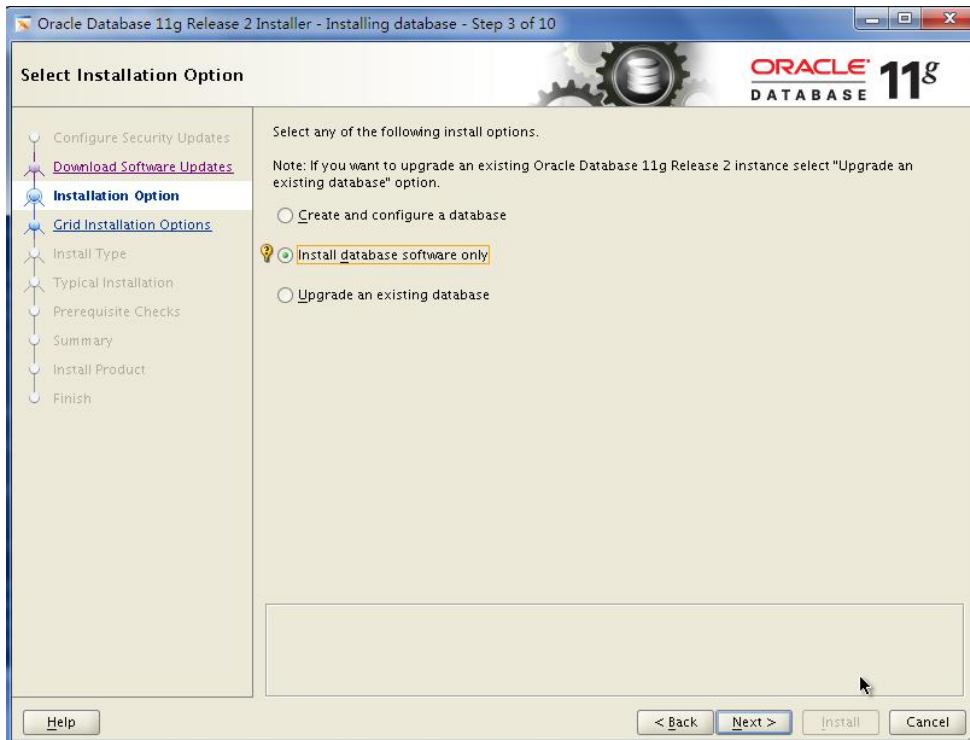 Oracle Database 11g Release 2 Installer - Installing database - Step 3 of 10
Select Installation Option
ORACLE
DATABASE
11g
Configure Security Updates
Download Software Updates
Installation Option
Grid Installation Options
Install Type
Typical Installation
Prerequisite Checks
Summary
Install Product
Finish
Select any of the following install options.
Note: If you want to upgrade an existing Oracle Database 11g Release 2 instance select "Upgrade an
existing database" option.
Create and configure a database
Install database software only
Upgrade an existing database
Help
< Back
Next >
Install
Cancel